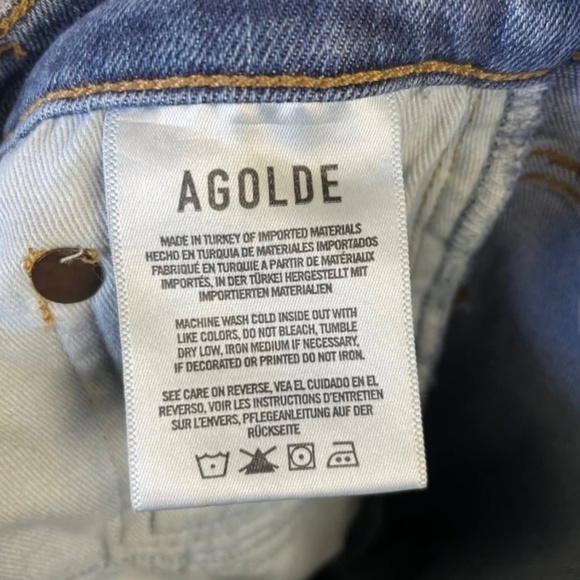 AGOLDE
MADE IN TURKEY OF IMPORTED MATERIALS
HECHO EN TURQUIA DE MATERIALES IMPORTADOS
FABRIQUÉ EN TURQUIE A PARTIR DE MATÉRIAUX
IMPORTÉS, IN DER TÜRKEI HERGESTELLT MIT
IMPORTIERTEN MATERIALIEN
MACHINE WASH COLD INSIDE OUT WITH
LIKE COLORS, DO NOT BLEACH, TUMBLE
DRY LOW, IRON MEDIUM IF NECESSARY,
IF DECORATED OR PRINTED DO NOT IRON.
SEE CARE ON REVERSE, VEA EL CUIDADO EN EL
REVERSO, VOIR LES INSTRUCTIONS D'ENTRETIEN
SUR L'ENVERS, PFLEGEANLEITUNG AUF DER
RÜCKSEITE